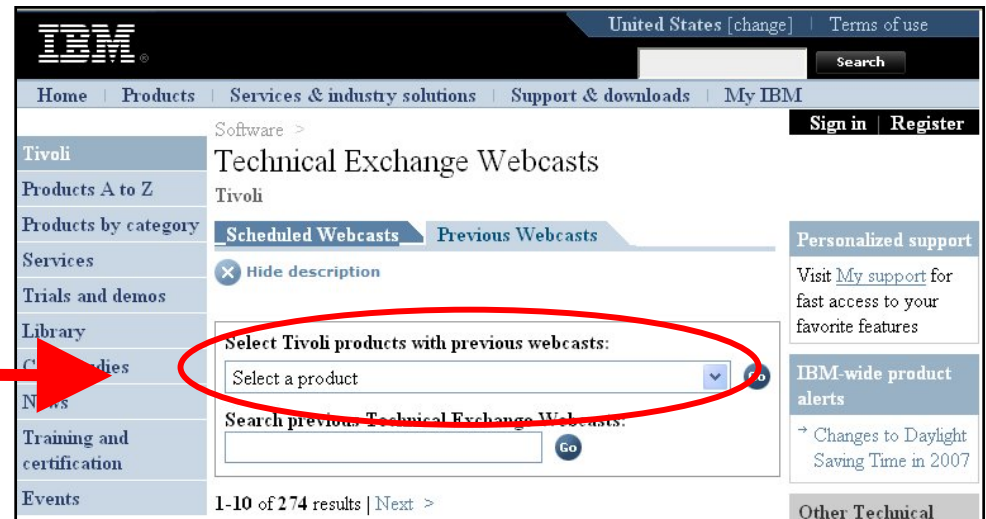 IBM®
United States [change] | Terms of use
Search
Home | Products | Services & industry solutions | Support & downloads | My IBM
Sign in | Register
Tivoli
Products A to Z
Products by category
Services
Trials and demos
Library
News
Training and
certification
Events
Software >
Technical Exchange Webcasts
Tivoli
Scheduled Webcasts Previous Webcasts
Hide description
Select Tivoli products with previous webcasts:
Select a product Go
Search previous Technical Exchange Webcasts:
Go
1-10 of 274 results | Next >
Personalized support
Visit My support for
fast access to your
favorite features
IBM-wide product
alerts
→ Changes to Daylight
Saving Time in 2007
Other Technical